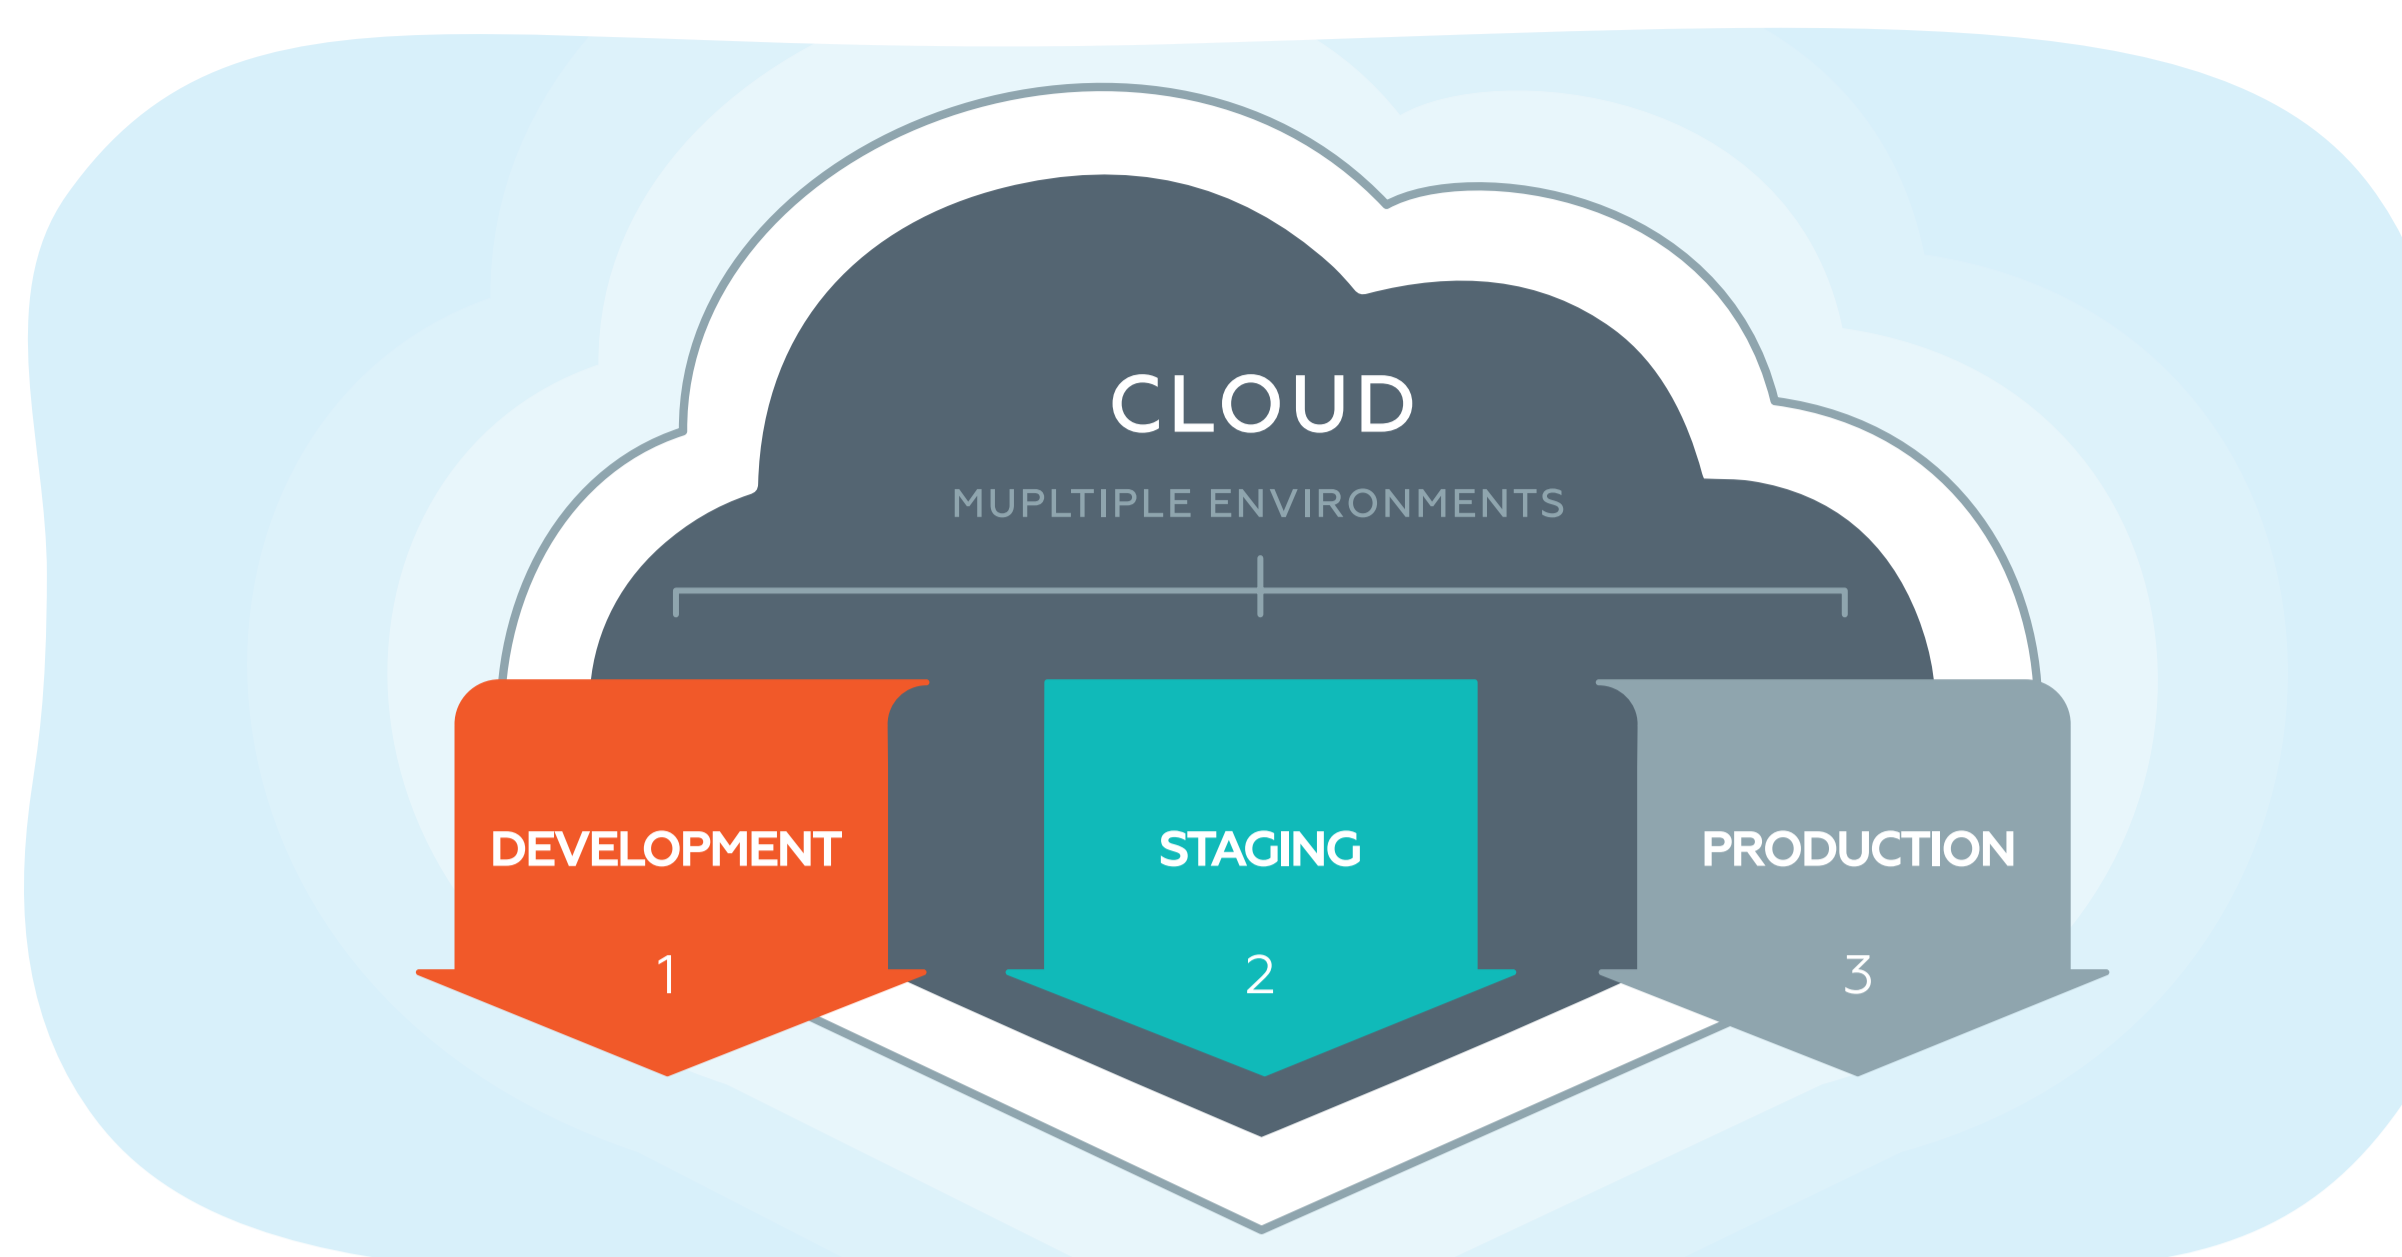 CLOUD
MUPLTIPLE ENVIRONMENTS
DEVELOPMENT
1
STAGING
2
PRODUCTION
3